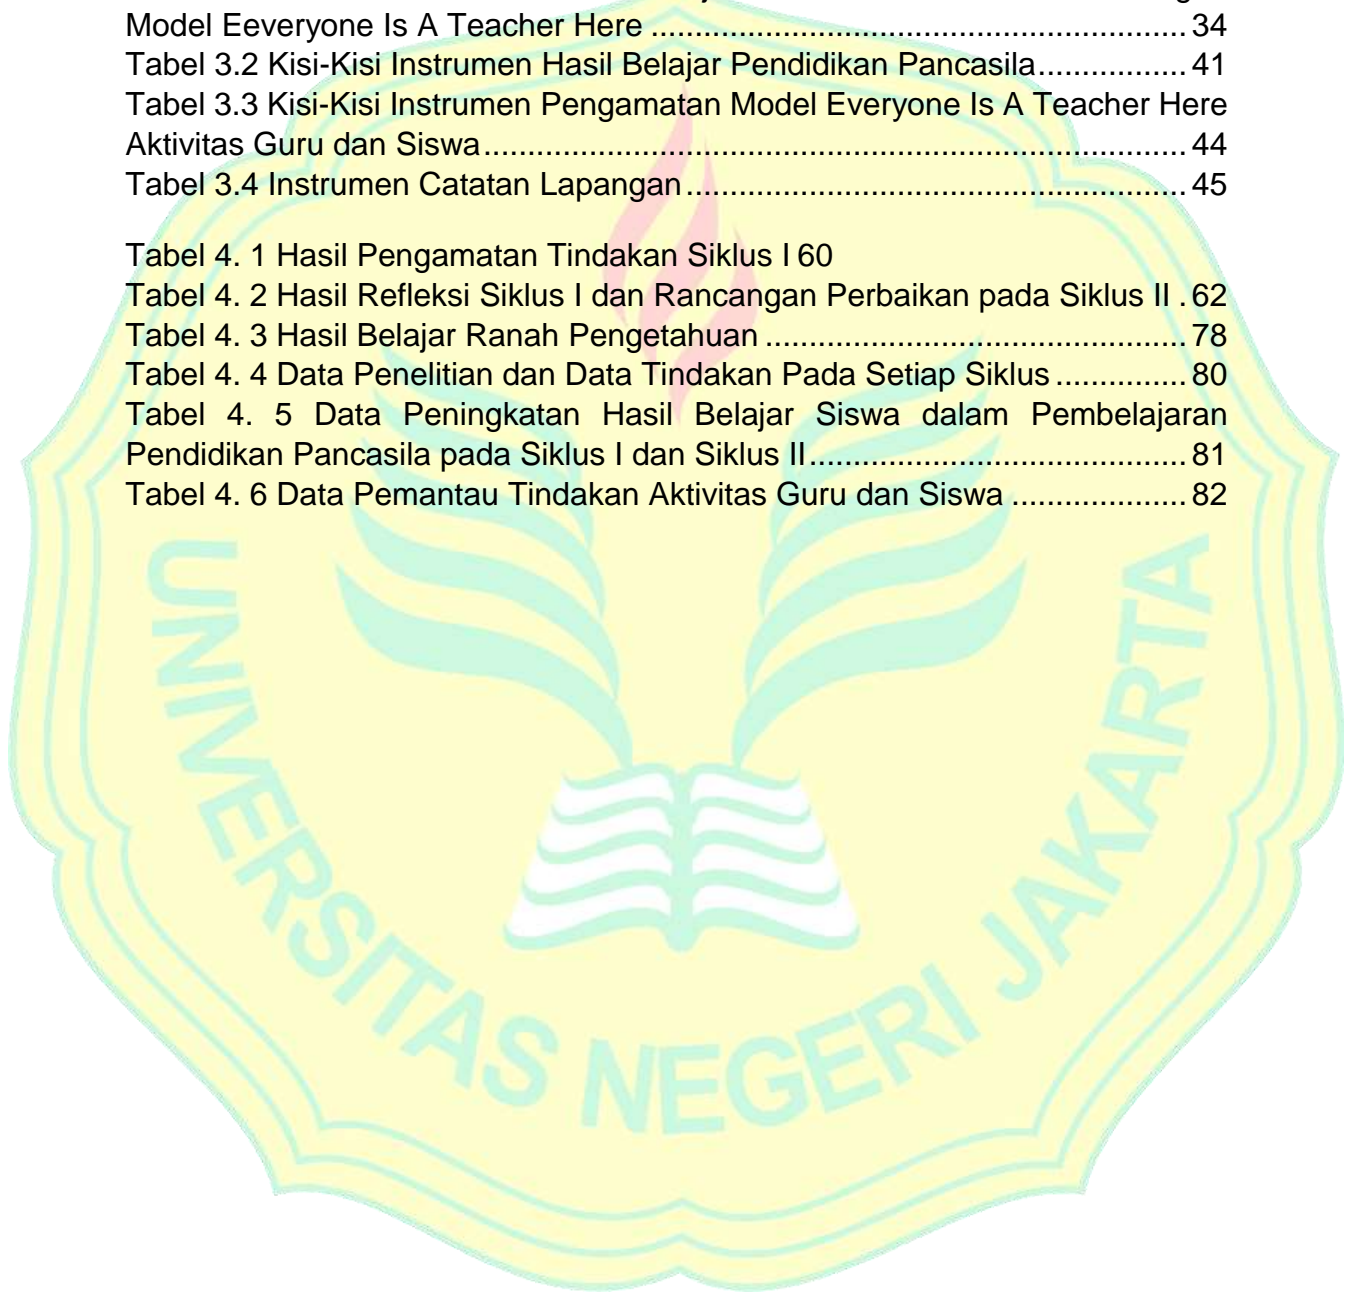 Model Eeveryone Is A Teacher Here ............................................................. 34
Tabel 3.2 Kisi-Kisi Instrumen Hasil Belajar Pendidikan Pancasila................. 41
Tabel 3.3 Kisi-Kisi Instrumen Pengamatan Model Everyone Is A Teacher Here
Aktivitas Guru dan Siswa................................................................................ 44
Tabel 3.4 Instrumen Catatan Lapangan......................................................... 45
Tabel 4. 1 Hasil Pengamatan Tindakan Siklus I 60
Tabel 4. 2 Hasil Refleksi Siklus I dan Rancangan Perbaikan pada Siklus II . 62
Tabel 4. 3 Hasil Belajar Ranah Pengetahuan ................................................ 78
Tabel 4. 4 Data Penelitian dan Data Tindakan Pada Setiap Siklus ............... 80
Tabel 4. 5 Data Peningkatan Hasil Belajar Siswa dalam Pembelajaran
Pendidikan Pancasila pada Siklus I dan Siklus II........................................... 81
Tabel 4. 6 Data Pemantau Tindakan Aktivitas Guru dan Siswa .................... 82
UNIVERSITAS NEGERI JAKARTA